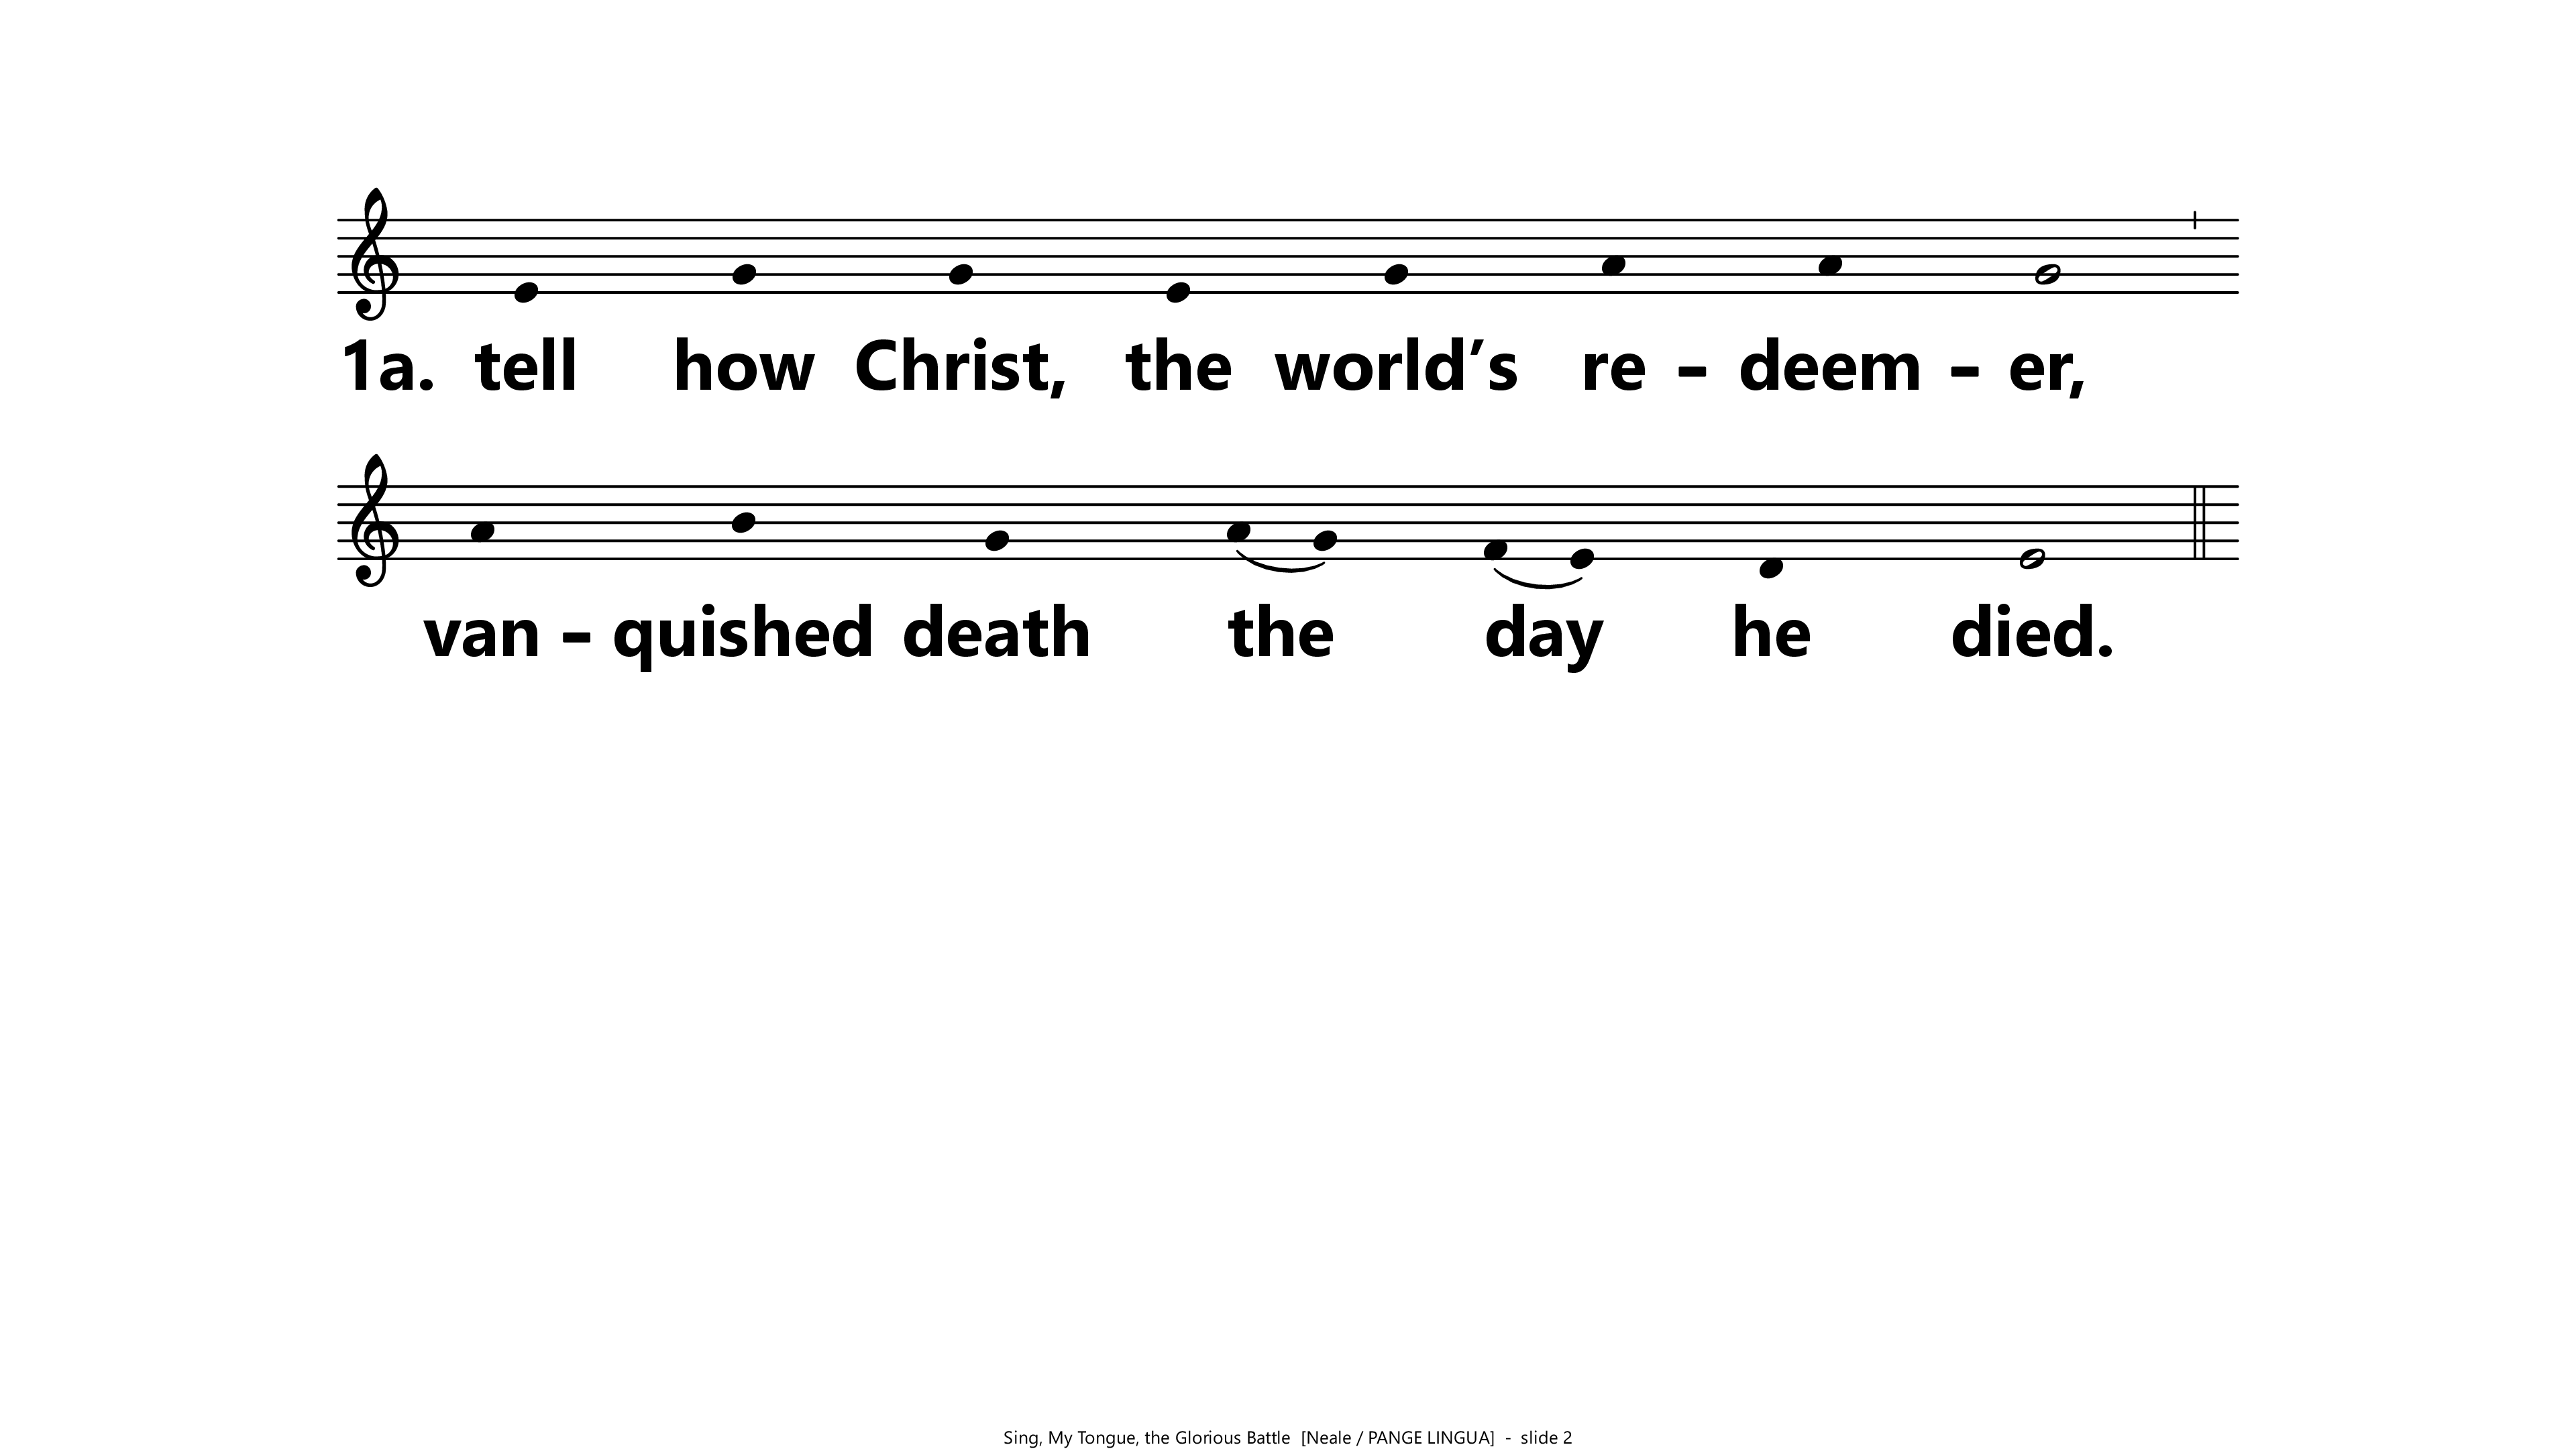 1a. tell how Christ, the world’s re - deem - er,
van - quished death the day he died.
Sing, My Tongue, the Glorious Battle [Neale / PANGE LINGUA] - slide 2